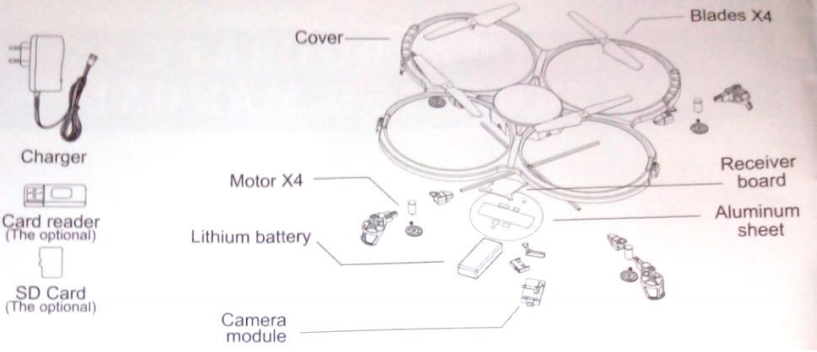 Cover
Blades X4
Charger
Motor X4
Receiver
board
Card reader
(The optional)
Aluminum
sheet
Lithium battery
SD Card
(The optional)
Camera
module